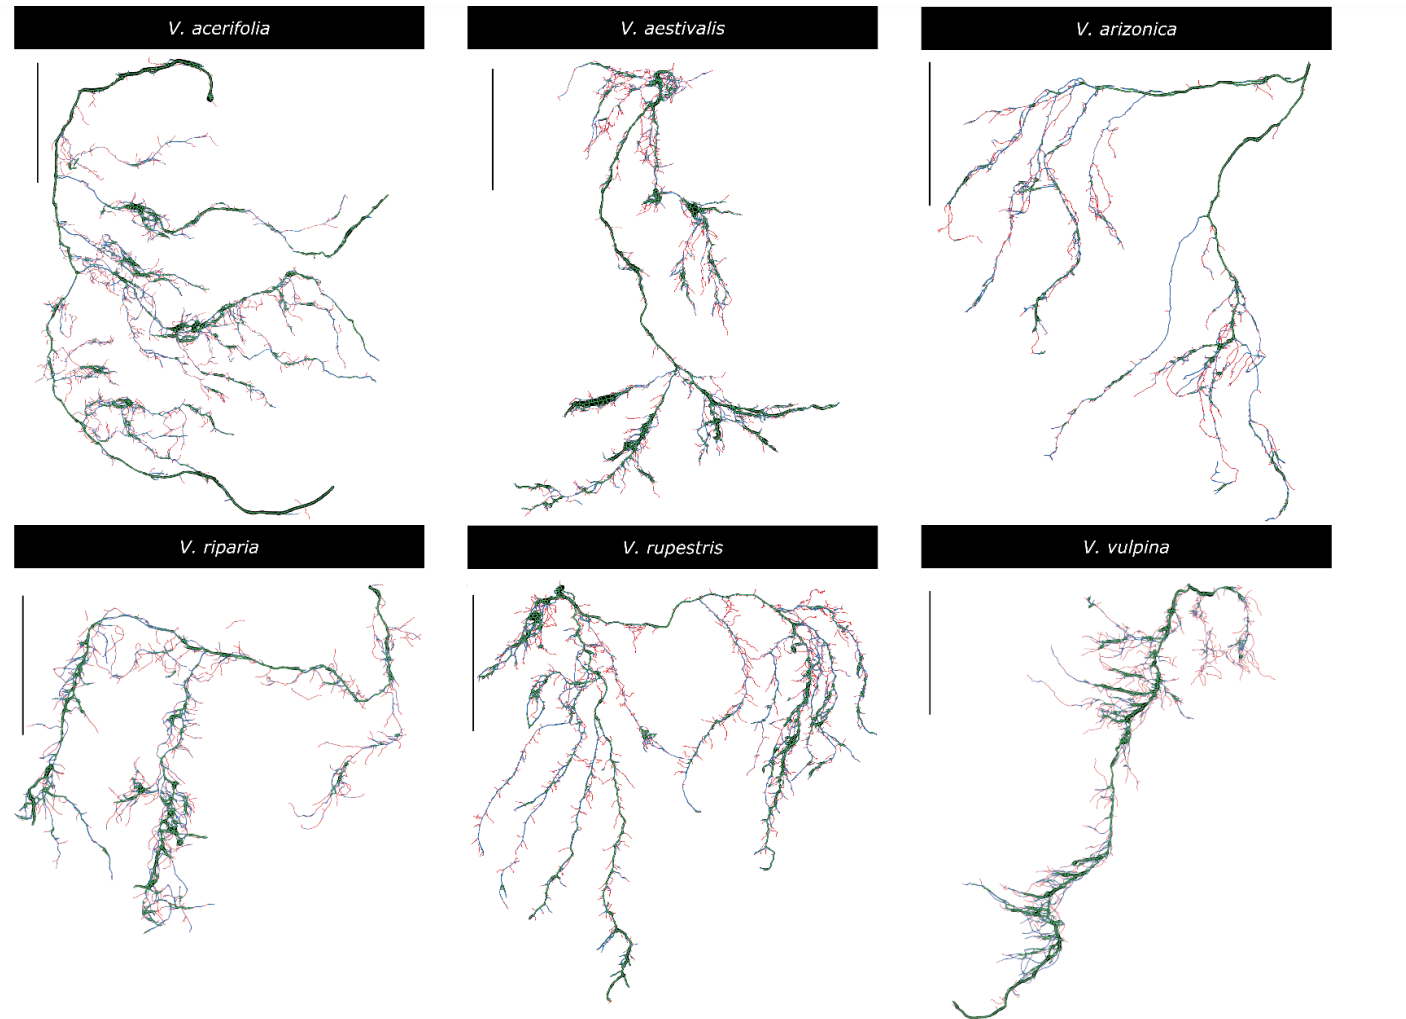 V. acerifolia
V. aestivalis
V. arizonica
V. riparia
V. rupestris
V. vulpina